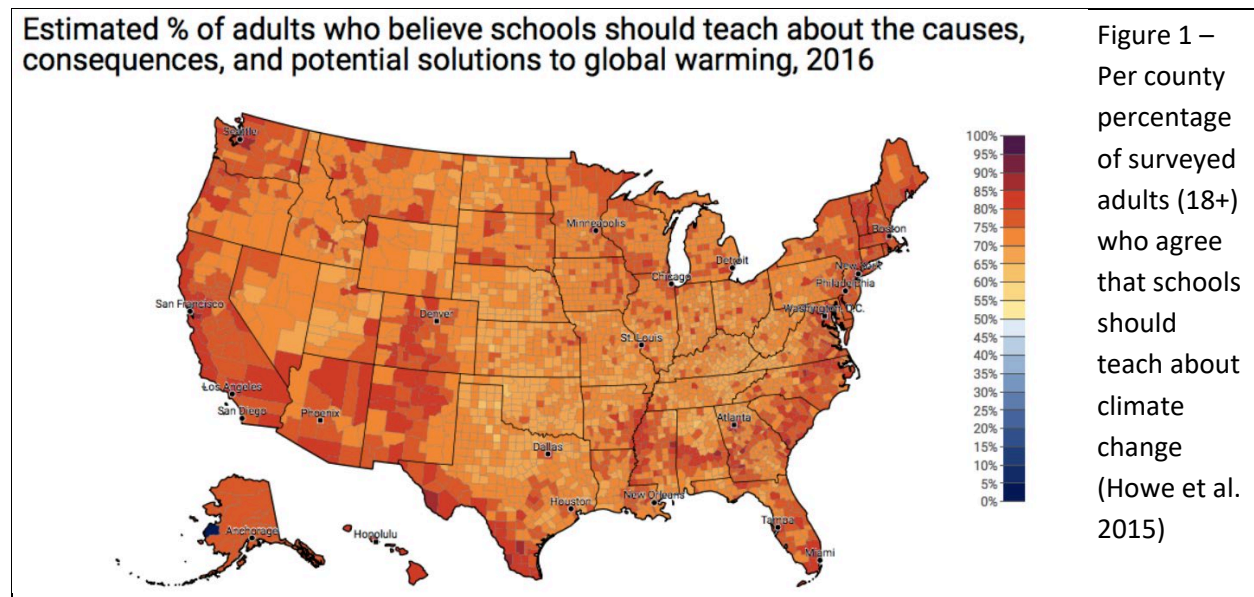 Estimated % of adults who believe schools should teach about the causes,
consequences, and potential solutions to global warming, 2016
Seattle
Minneapolis
Boston
Detroit
Chicago
New York
Philadelphia
San Francisco
Denver
Washington, D.C.
St. Louis
Los Angeles
San Diego
Phoenix
Atlanta
Dallas
Houston
New Orleans
Tampa
Miami
Anchorage
Honolulu
100%
95%
90%
85%
80%
75%
70%
65%
60%
55%
50%
45%
40%
35%
30%
25%
20%
15%
10%
5%
0%
Figure 1 –
Per county
percentage
of surveyed
adults (18+)
who agree
that schools
should
teach about
climate
change
(Howe et al.
2015)